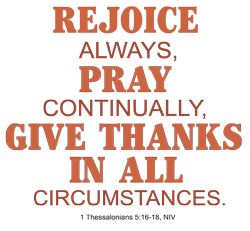 REJOICE
ALWAYS,
PRAY
CONTINUALLY,
GIVE THANKS
IN ALL
CIRCUMSTANCES.
1 Thessalonians 5:16-18, NIV